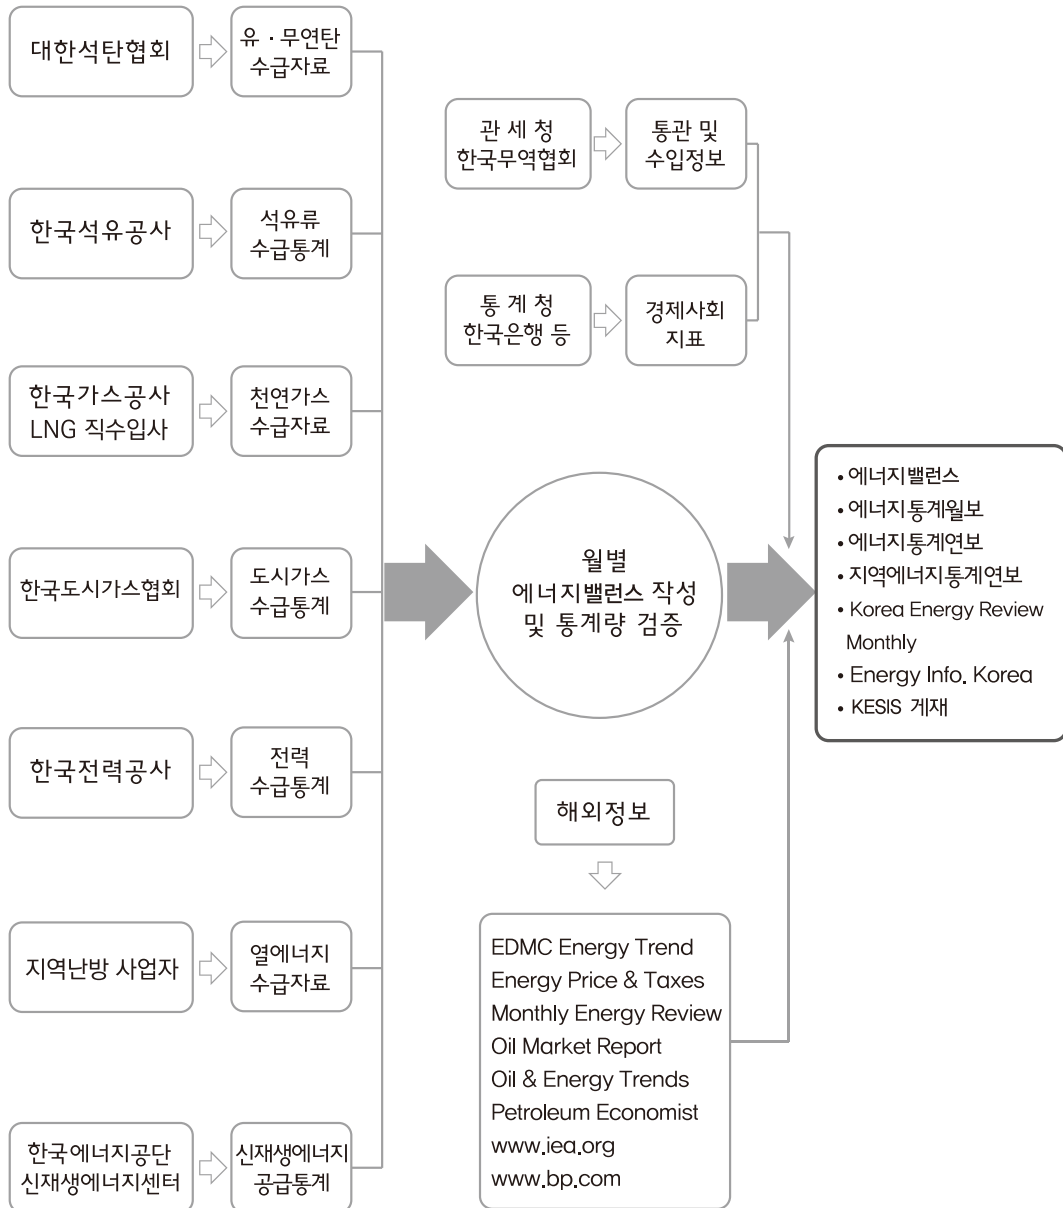 대한석탄협회
유 · 무연탄
수급자료
한국석유공사
석유류
수급통계
한국가스공사
LNG 직수입사
천연가스
수급자료
한국도시가스협회
도시가스
수급통계
한국전력공사
전력
수급통계
지역난방 사업자
열에너지
수급자료
한국에너지공단
신재생에너지센터
신재생에너지
공급통계
관 세 청
한국무역협회
통관 및
수입정보
통 계 청
한국은행 등
경제사회
지표
월별
에너지밸런스 작성
및 통계량 검증
해외정보
EDMC Energy Trend
Energy Price & Taxes
Monthly Energy Review
Oil Market Report
Oil & Energy Trends
Petroleum Economist
www.iea.org
www.bp.com
• 에너지밸런스
• 에너지통계월보
• 에너지통계연보
• 지역에너지통계연보
• Korea Energy Review
Monthly
• Energy Info. Korea
• KESIS 게재